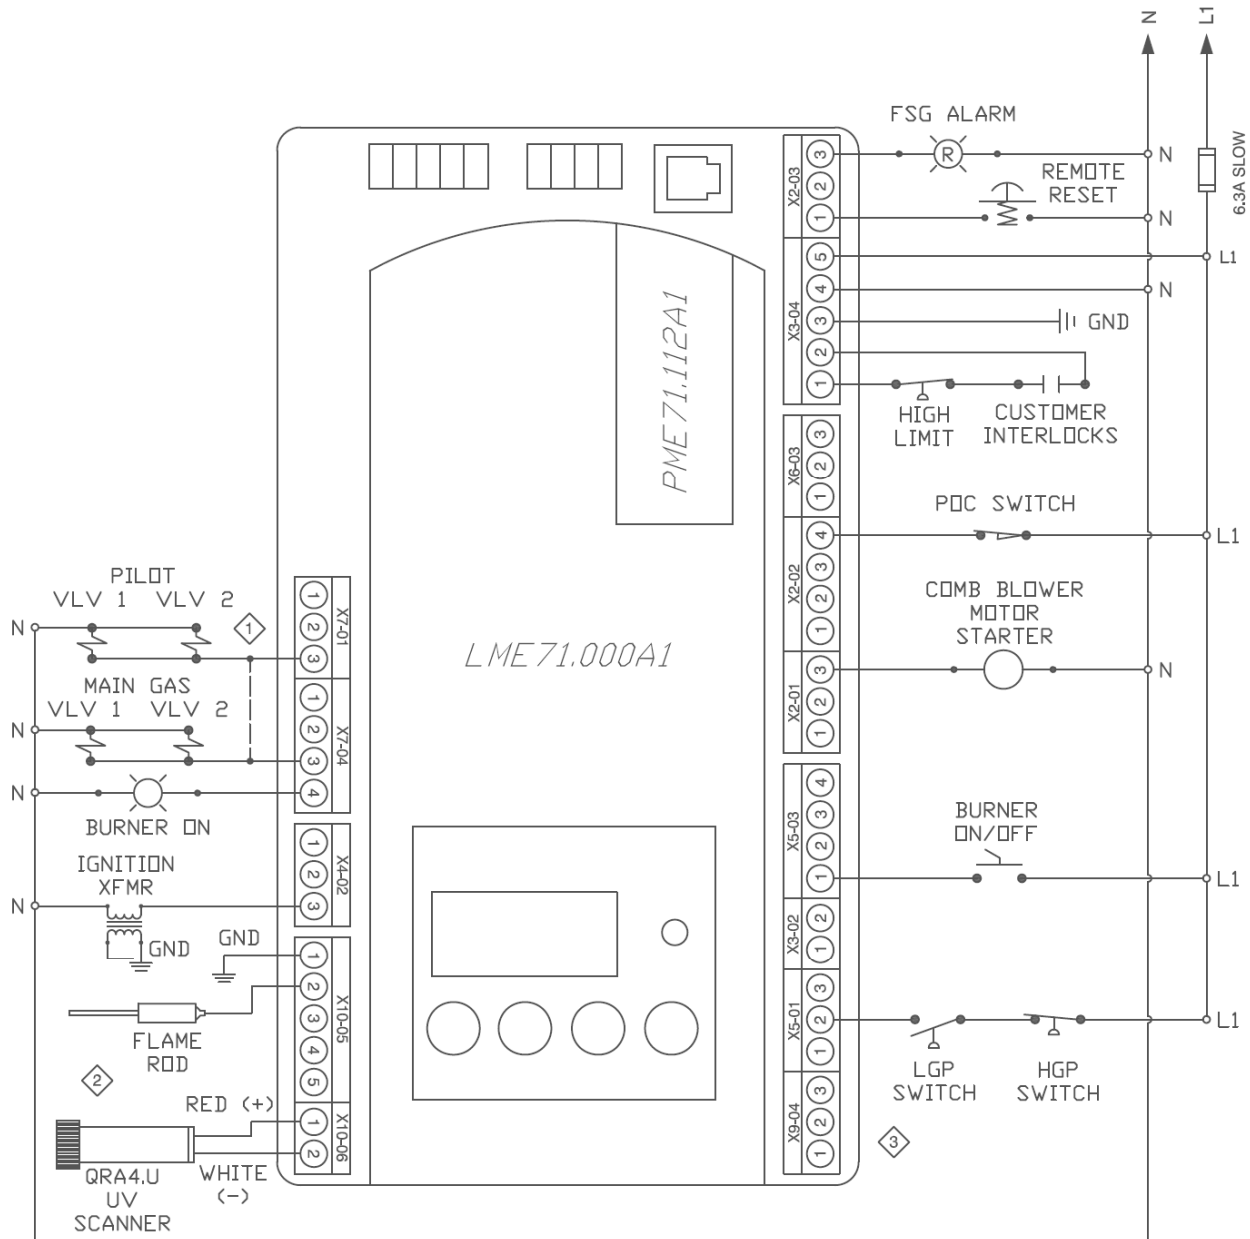 N
L1
FSG ALARM
R
N
REMOTE
RESET
N
6.3A SLOW
X2-03
3
2
1
X3-04
5
4
3
2
1
L1
N
GND
HIGH
LIMIT
CUSTOMER
INTERLOCKS
PME71.112A1
LME71.000A1
X6-03
3
2
1
X2-02
4
3
2
1
POC SWITCH
L1
COMB BLOWER
MOTOR
STARTER
N
X2-01
3
2
1
X5-03
4
3
2
1
BURNER
ON/OFF
L1
X3-02
2
1
X5-01
3
2
1
L1
LGP
SWITCH
HGP
SWITCH
X9-04
3
2
1
3
PILOT
VLV 1 VLV 2
1
N
X7-01
1
2
3
MAIN GAS
VLV 1 VLV 2
N
X7-04
1
2
3
4
N
BURNER ON
IGNITION
XFMR
N
GND
X4-02
1
2
3
GND
X10-05
1
2
3
4
5
FLAME
ROD
2
RED (+)
X10-06
1
2
WHITE
(-)
QRA4.U
UV
SCANNER